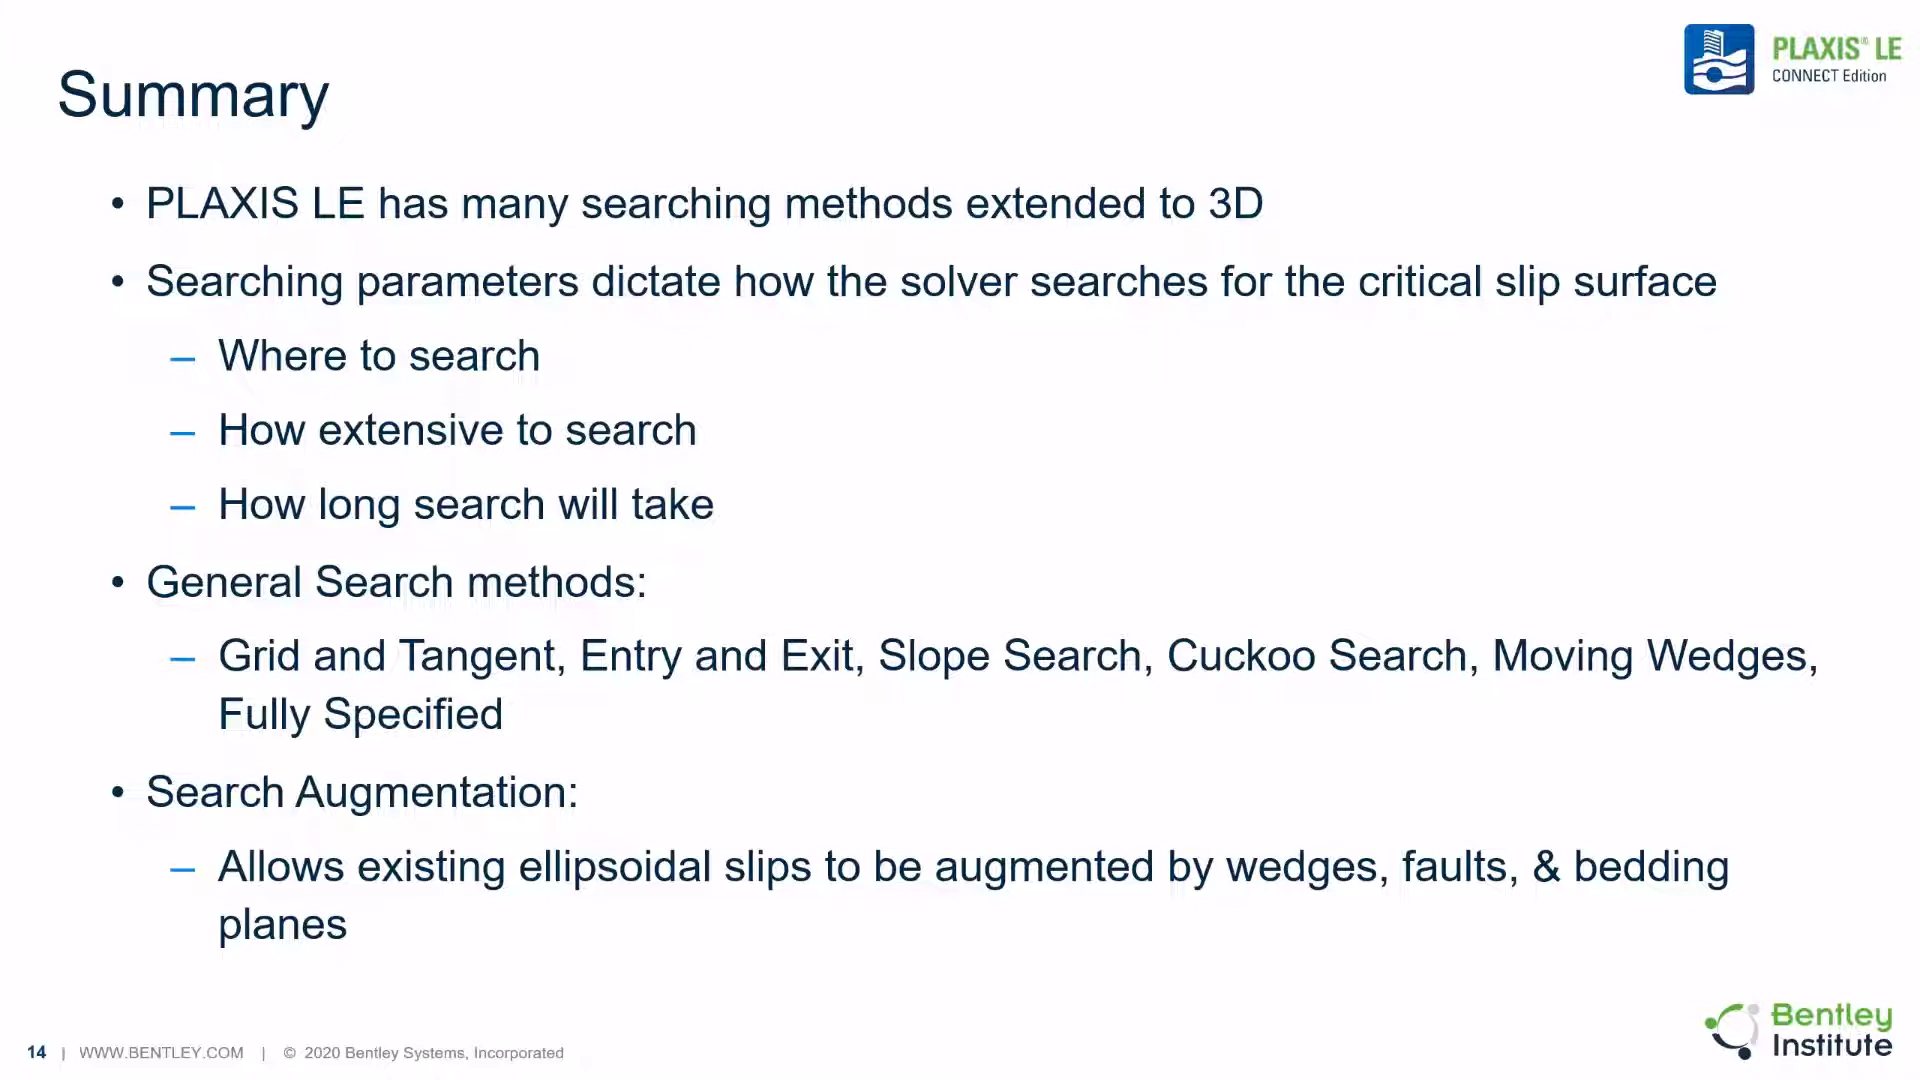 PLAXIS® LE
CONNECT Edition
Summary
• PLAXIS LE has many searching methods extended to 3D
• Searching parameters dictate how the solver searches for the critical slip surface
– Where to search
– How extensive to search
– How long search will take
• General Search methods:
– Grid and Tangent, Entry and Exit, Slope Search, Cuckoo Search, Moving Wedges,
Fully Specified
• Search Augmentation:
– Allows existing ellipsoidal slips to be augmented by wedges, faults, & bedding
planes
14 | WWW.BENTLEY.COM | © 2020 Bentley Systems, Incorporated
Bentley
Institute